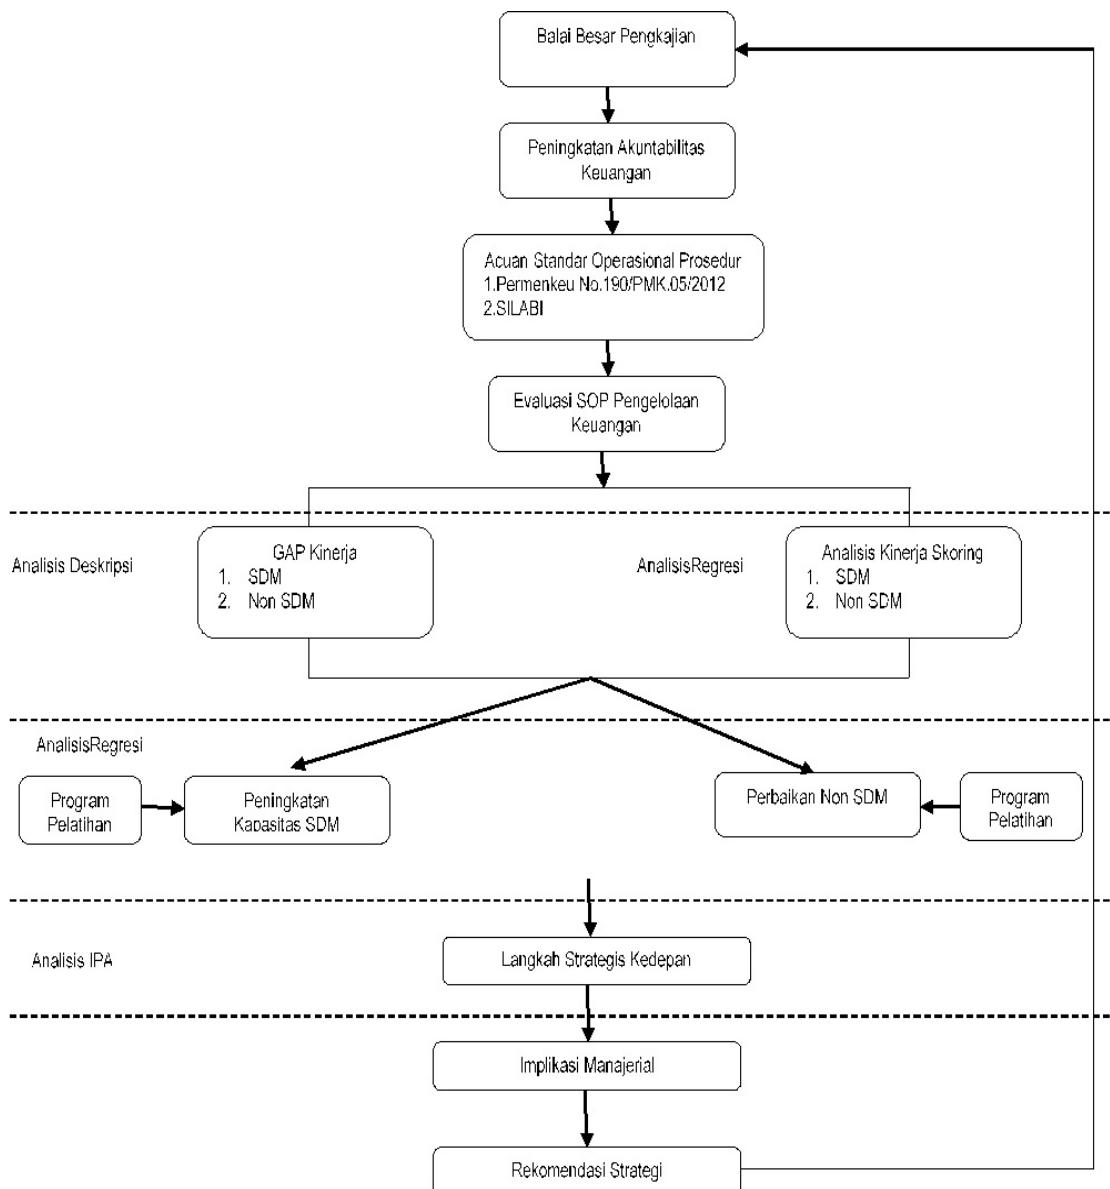 Balai Besar Pengkajian
Peningkatan Akuntabilitas
Keuangan
Acuan Standar Operasional Prosedur
1.Permenkeu No.190/PMK.05/2012
2.SILABI
Evaluasi SOP Pengelolaan
Keuangan
Analisis Deskripsi
GAP Kinerja
1. SDM
2. Non SDM
AnalisisRegresi
Analisis Kinerja Skoring
1. SDM
2. Non SDM
AnalisisRegresi
Program
Pelatihan
Peningkatan
Kapasitas SDM
Perbaikan Non SDM
Program
Pelatihan
Analisis IPA
Langkah Strategis Kedepan
Implikasi Manajerial
Rekomendasi Strategi